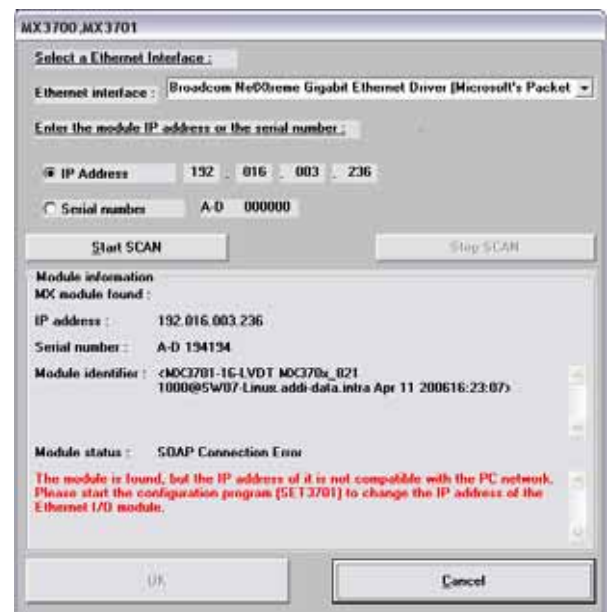 MX3700,MX3701
Select a Ethernet Interface :
Ethernet interface : Broadcom NetXtreme Gigabit Ethernet Driver (Microsoft's Packet
Enter the module IP address or the serial number :
IP Address 192 . 016 . 003 . 236
Serial number A-D 000000
Start SCAN Stop SCAN
Module information
MX module found :
IP address : 192.016.003.236
Serial number : A-D 194194
Module identifier : <MX3701-16-LVDT MX370x_021
1000@SW07-Linux.addi-data.intra Apr 11 200616:23:07>
Module status : SOAP Connection Error
The module is found, but the IP address of it is not compatible with the PC network.
Please start the configuration program (SET3701) to change the IP address of the
Ethernet I/O module.
OK Cancel